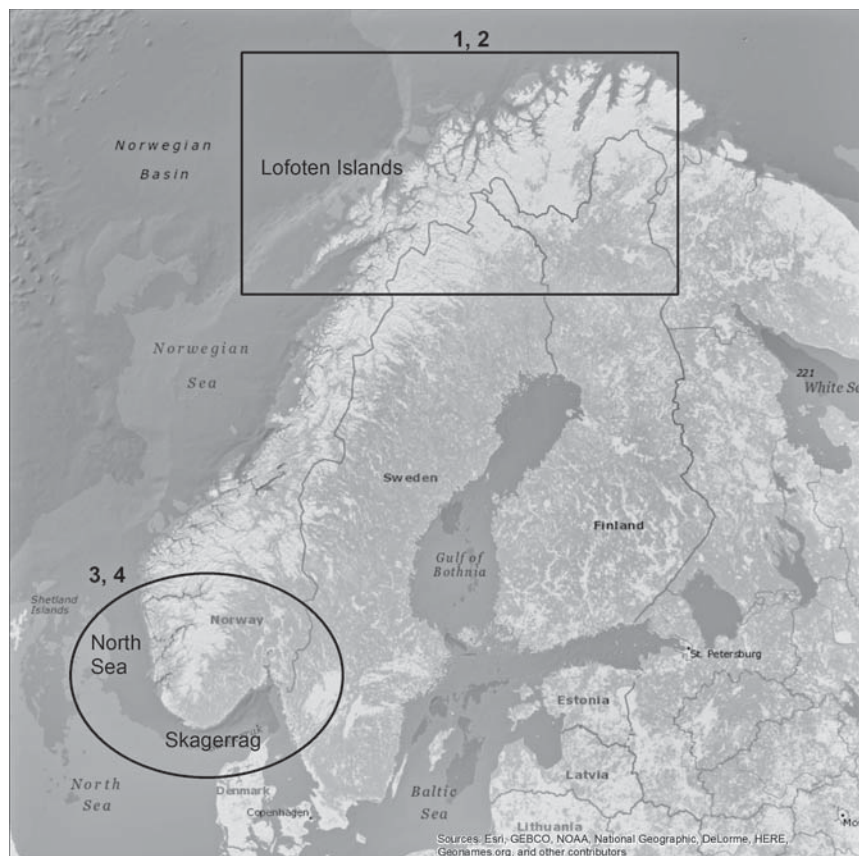 1, 2
Norwegian
Basin
Lofoten Islands
Norwegian
Sea
221
White Se
Sweden
Finland
Gulf of
Bothnia
3, 4
Shetland
Islands
Norway
North
Sea
St. Petersburg
Estonia
Skagerrag
North
Sea
Denmark
Latvia
Baltic
Sea
Copenhagen
Lithuania
Mo
Sources: Esri, GEBCO, NOAA, National Geographic, DeLorme, HERE,
Geonames.org, and other contributors